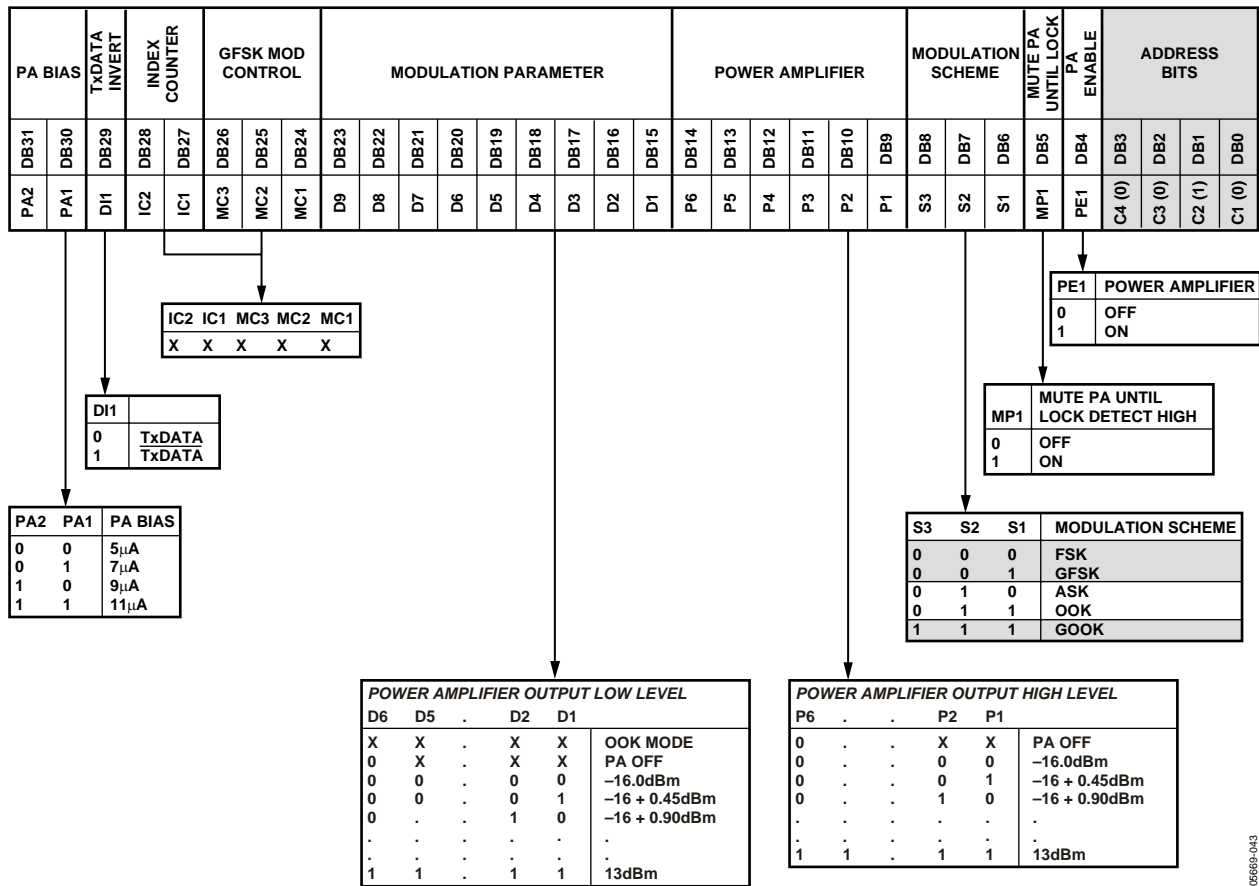 PA BIAS
TxDATA INVERT
INDEX COUNTER
GFSK MOD CONTROL
MODULATION PARAMETER
POWER AMPLIFIER
MODULATION SCHEME
MUTE PA UNTIL LOCK
PA ENABLE
ADDRESS BITS
DB31 DB30 DB29 DB28 DB27 DB26 DB25 DB24 DB23 DB22 DB21 DB20 DB19 DB18 DB17 DB16 DB15 DB14 DB13 DB12 DB11 DB10 DB9 DB8 DB7 DB6 DB5 DB4 DB3 DB2 DB1 DB0
PA2 PA1 DI1 IC2 IC1 MC3 MC2 MC1 D9 D8 D7 D6 D5 D4 D3 D2 D1 P6 P5 P4 P3 P2 P1 S3 S2 S1 MP1 PE1 C4 (0) C3 (0) C2 (1) C1 (0)
PE1 POWER AMPLIFIER
0 OFF
1 ON
IC2 IC1 MC3 MC2 MC1
X X X X X
MP1 MUTE PA UNTIL LOCK DETECT HIGH
0 OFF
1 ON
DI1
0 TxDATA
1 TxDATA
PA2 PA1 PA BIAS
0 0 5µA
0 1 7µA
1 0 9µA
1 1 11µA
S3 S2 S1 MODULATION SCHEME
0 0 0 FSK
0 0 1 GFSK
0 1 0 ASK
0 1 1 OOK
1 1 1 GOOK
POWER AMPLIFIER OUTPUT LOW LEVEL
D6 D5 . D2 D1
X X . X X OOK MODE
0 X . X X PA OFF
0 0 . 0 0 –16.0dBm
0 0 . 0 1 –16 + 0.45dBm
0 . . 1 0 –16 + 0.90dBm
. . . . . .
. . . . . .
1 1 . 1 1 13dBm
POWER AMPLIFIER OUTPUT HIGH LEVEL
P6 . . P2 P1
0 . . X X PA OFF
0 . . 0 0 –16.0dBm
0 . . 0 1 –16 + 0.45dBm
0 . . 1 0 –16 + 0.90dBm
. . . . . .
. . . . . .
1 1 . 1 1 13dBm
05669-043